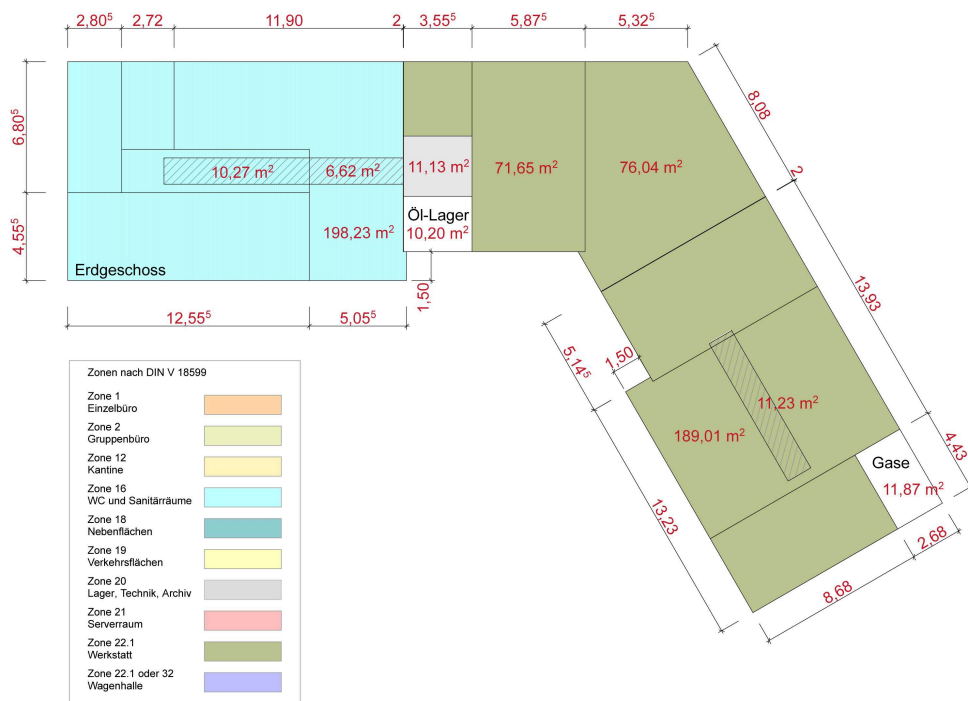 2,80⁵ 2,72 11,90 2 3,55⁵ 5,87⁵ 5,32⁵
8,08
2
13,93
4,43
6,80⁵
4,55⁵
10,27 m² 6,62 m² 11,13 m² 71,65 m² 76,04 m²
Öl-Lager
198,23 m² 10,20 m²
Erdgeschoss
1,50
12,55⁵ 5,05⁵
5,14⁵
1,50
11,23 m²
189,01 m²
Gase
11,87 m²
13,23
8,68
2,68
Zonen nach DIN V 18599
Zone 1
Einzelbüro
Zone 2
Gruppenbüro
Zone 12
Kantine
Zone 16
WC und Sanitärräume
Zone 18
Nebenflächen
Zone 19
Verkehrsflächen
Zone 20
Lager, Technik, Archiv
Zone 21
Serverraum
Zone 22.1
Werkstatt
Zone 22.1 oder 32
Wagenhalle